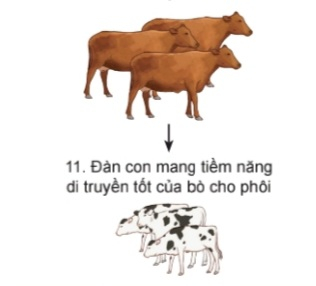 11. Đàn con mang tiềm năng
di truyền tốt của bò cho phôi